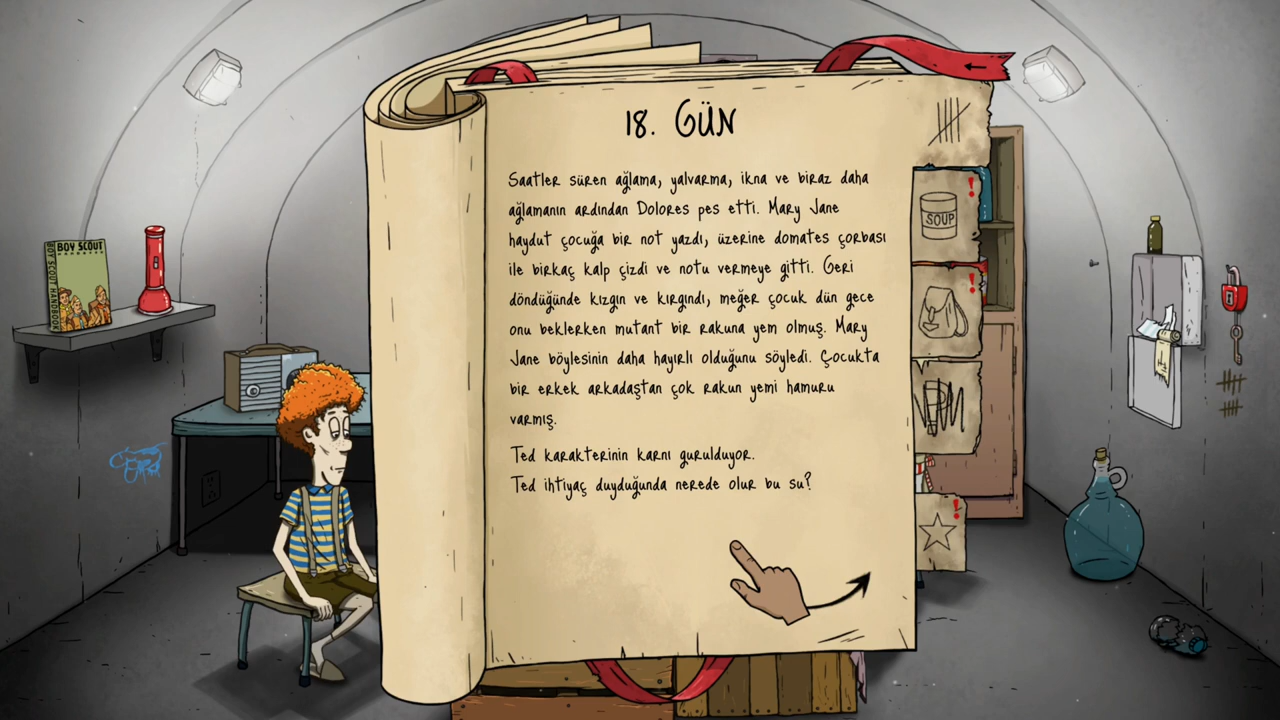 18. GÜN
Saatler süren ağlama, yalvarma, ikna ve biraz daha
ağlamanın ardından Dolores pes etti. Mary Jane
haydut çocuğa bir not yazdı, üzerine domates çorbası
ile birkaç kalp çizdi ve notu vermeye gitti. Geri
döndüğünde kızgın ve kırgındı, meğer çocuk dün gece
onu beklerken mutant bir rakuna yem olmuş. Mary
Jane böylesinin daha hayırlı olduğunu söyledi. Çocukta
bir erkek arkadaştan çok rakun yemi hamuru
varmış.
Ted karakterinin karnı gurulduyor.
Ted ihtiyaç duyduğunda nerede olur bu su?
!
SOUP
!
!
BOY SCOUT
BOY SCOUT HANDBOOK